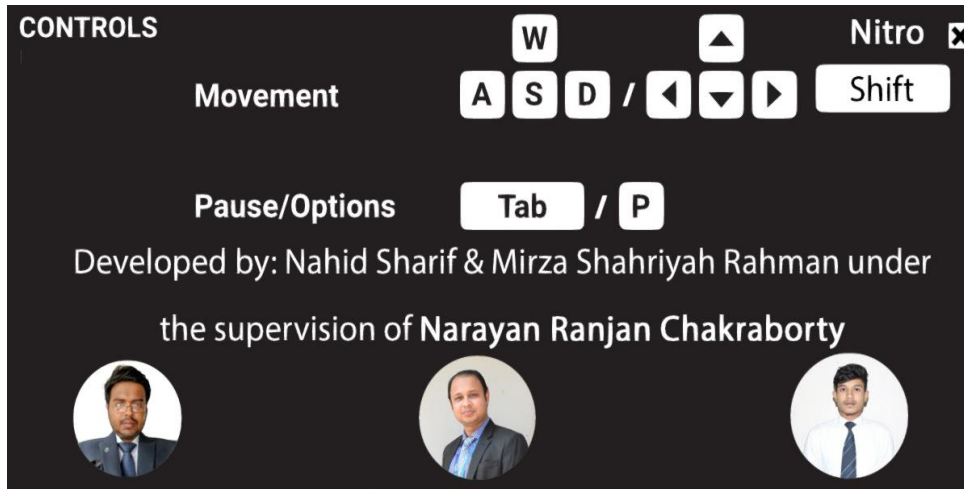 CONTROLS
Nitro
W
Movement
A S D /
Shift
Pause/Options
Tab / P
Developed by: Nahid Sharif & Mirza Shahriyah Rahman under
the supervision of Narayan Ranjan Chakraborty